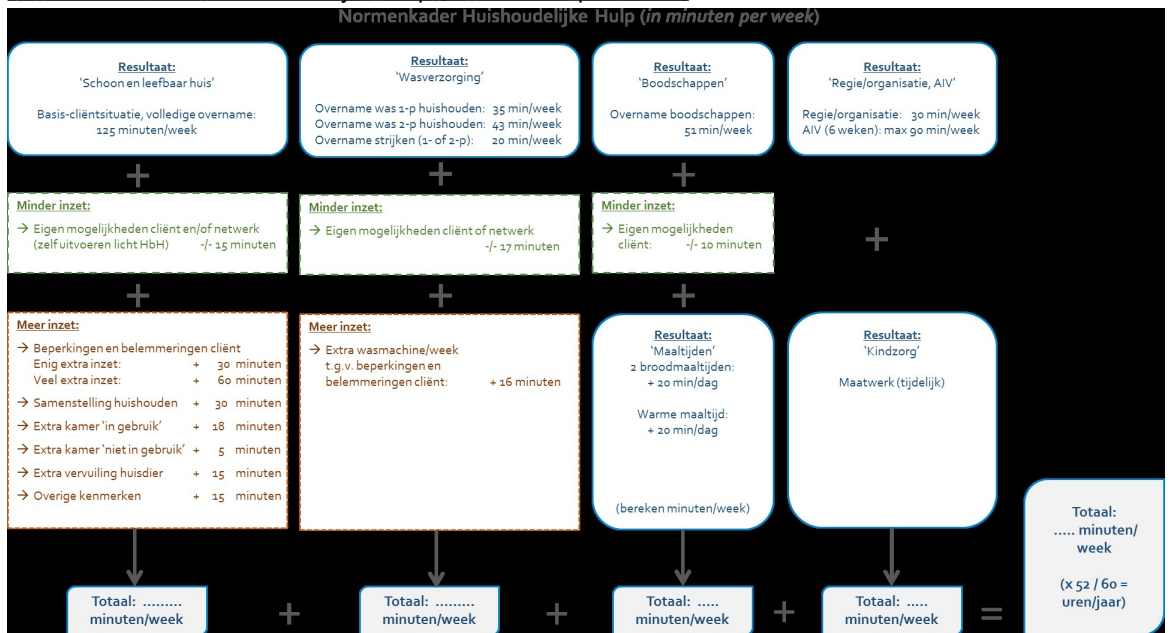 Normenkader Huishoudelijke Hulp (in minuten per week)
Resultaat:
‘Schoon en leefbaar huis’
Basis-cliëntsituatie, volledige overname:
125 minuten/week
Resultaat:
‘Wasverzorging’
Overname was 1-p huishouden: 35 min/week
Overname was 2-p huishouden: 43 min/week
Overname strijken (1- of 2-p): 20 min/week
Resultaat:
‘Boodschappen’
Overname boodschappen:
51 min/week
Resultaat:
‘Regie/organisatie, AIV’
Regie/organisatie: 30 min/week
AIV (6 weken): max 90 min/week
+
+
+
Minder inzet:
→ Eigen mogelijkheden cliënt en/of netwerk
(zelf uitvoeren licht HbH) -/- 15 minuten
Minder inzet:
→ Eigen mogelijkheden cliënt of netwerk
-/- 17 minuten
Minder inzet:
→ Eigen mogelijkheden
cliënt: -/- 10 minuten
+
+
+
+
Meer inzet:
→ Beperkingen en belemmeringen cliënt
Enig extra inzet: + 30 minuten
Veel extra inzet: + 60 minuten
→ Samenstelling huishouden + 30 minuten
→ Extra kamer ‘in gebruik’ + 18 minuten
→ Extra kamer ‘niet in gebruik’ + 5 minuten
→ Extra vervuiling huisdier + 15 minuten
→ Overige kenmerken + 15 minuten
Meer inzet:
→ Extra wasmachine/week
t.g.v. beperkingen en
belemmeringen cliënt: + 16 minuten
Resultaat:
‘Maaltijden’
2 broodmaaltijden:
+ 20 min/dag
Warme maaltijd:
+ 20 min/dag
(bereken minuten/week)
Resultaat:
‘Kindzorg’
Maatwerk (tijdelijk)
Totaal: .........
minuten/week
+
Totaal: .........
minuten/week
+
Totaal: .....
minuten/week
+
Totaal: .....
minuten/week
=
Totaal:
..... minuten/
week
(x 52 / 60 =
uren/jaar)